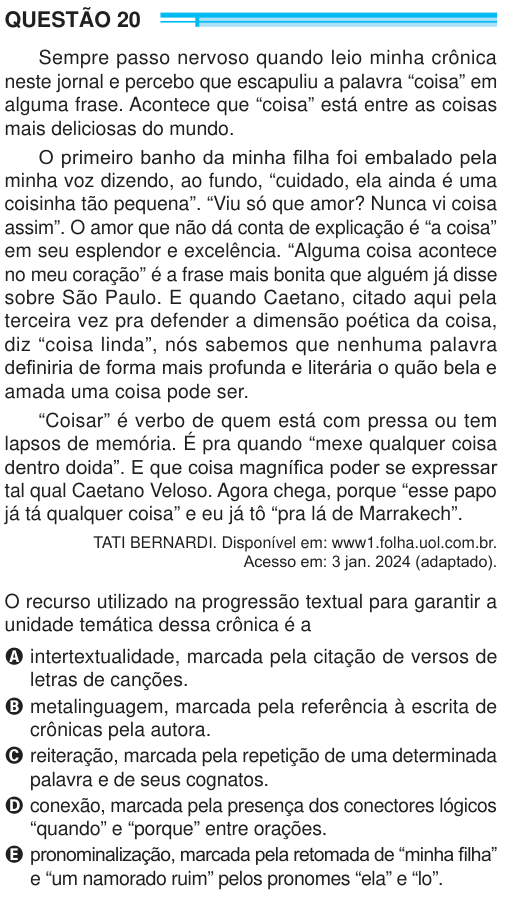 QUESTÃO 20
Sempre passo nervoso quando leio minha crônica
neste jornal e percebo que escapuliu a palavra “coisa” em
alguma frase. Acontece que “coisa” está entre as coisas
mais deliciosas do mundo.
O primeiro banho da minha filha foi embalado pela
minha voz dizendo, ao fundo, “cuidado, ela ainda é uma
coisinha tão pequena”. “Viu só que amor? Nunca vi coisa
assim”. O amor que não dá conta de explicação é “a coisa”
em seu esplendor e excelência. “Alguma coisa acontece
no meu coração” é a frase mais bonita que alguém já disse
sobre São Paulo. E quando Caetano, citado aqui pela
terceira vez pra defender a dimensão poética da coisa,
diz “coisa linda”, nós sabemos que nenhuma palavra
definiria de forma mais profunda e literária o quão bela e
amada uma coisa pode ser.
“Coisar” é verbo de quem está com pressa ou tem
lapsos de memória. É pra quando “mexe qualquer coisa
dentro doida”. E que coisa magnífica poder se expressar
tal qual Caetano Veloso. Agora chega, porque “esse papo
já tá qualquer coisa” e eu já tô “pra lá de Marrakech”.
TATI BERNARDI. Disponível em: www1.folha.uol.com.br.
Acesso em: 3 jan. 2024 (adaptado).
O recurso utilizado na progressão textual para garantir a
unidade temática dessa crônica é a
A intertextualidade, marcada pela citação de versos de
letras de canções.
B metalinguagem, marcada pela referência à escrita de
crônicas pela autora.
C reiteração, marcada pela repetição de uma determinada
palavra e de seus cognatos.
D conexão, marcada pela presença dos conectores lógicos
“quando” e “porque” entre orações.
E pronominalização, marcada pela retomada de “minha filha”
e “um namorado ruim” pelos pronomes “ela” e “lo”.